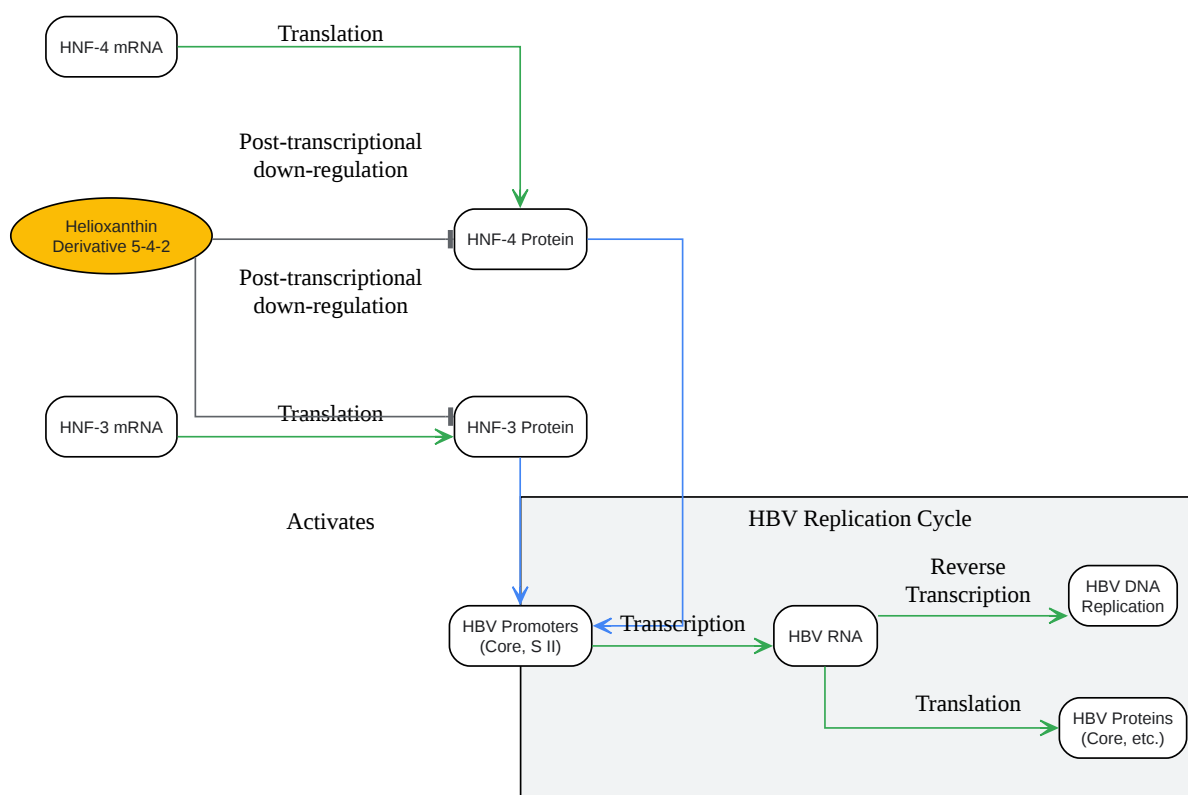 Translation
HNF-4 mRNA
Post-transcriptional
down-regulation
Helioxanthin
Derivative 5-4-2
HNF-4 Protein
Post-transcriptional
down-regulation
Translation
HNF-3 mRNA
HNF-3 Protein
Activates
HBV Replication Cycle
Reverse
Transcription
HBV DNA
Replication
HBV Promoters
(Core, S II)
Transcription
HBV RNA
Translation
HBV Proteins
(Core, etc.)